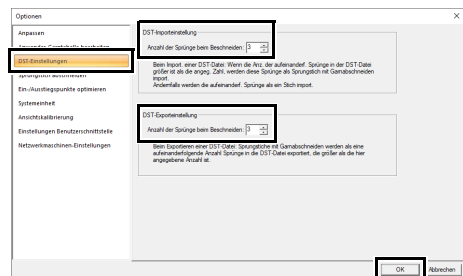 Optionen
Anpassen
Anwender-Garntabelle bearbeiten
DST-Einstellungen
Sprungstich ausschneiden
Ein-/Ausstiegspunkte optimieren
Systemeinheit
Ansichtskalibrierung
Einstellungen Benutzerschnittstelle
Netzwerkmaschinen-Einstellungen
DST-Importeinstellung
Anzahl der Sprünge beim Beschneiden: 3
Beim Import. einer DST-Datei: Wenn die Anz. der aufeinandef. Sprünge in der DST-Datei
größer ist als die angeg. Zahl, werden diese Sprünge als Sprungstich mit Garnabschneiden
import.
Andernfalls werden die aufeinandf. Sprünge als ein Stich import.
DST-Exporteinstellung
Anzahl der Sprünge beim Beschneiden: 3
Beim Exportieren einer DST-Datei: Sprungstiche mit Garnabschneiden werden als eine
aufeinanderfolgende Anzahl Sprünge in die DST-Datei exportiert, die größer als die hier
angegebene Anzahl ist.
OK
Abbrechen